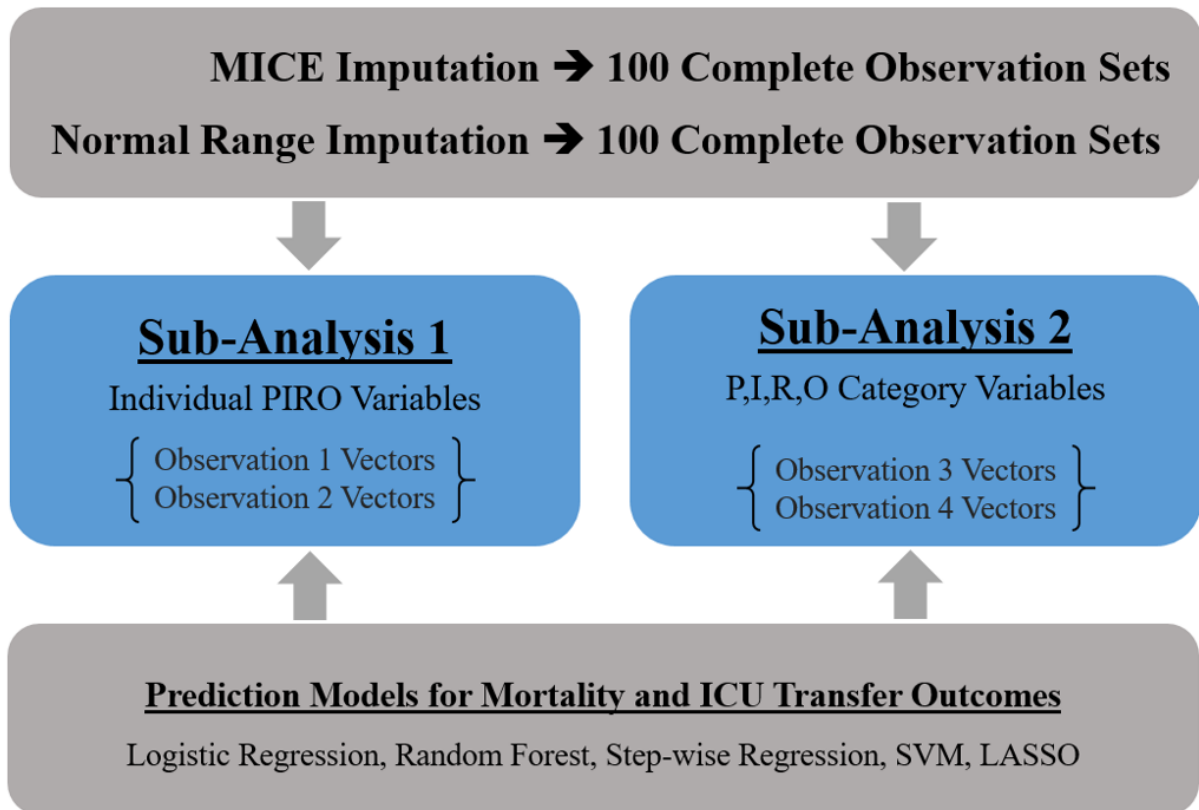 MICE Imputation ➔ 100 Complete Observation Sets
Normal Range Imputation ➔ 100 Complete Observation Sets
Sub-Analysis 1
Individual PIRO Variables
Observation 1 Vectors
Observation 2 Vectors
Sub-Analysis 2
P,I,R,O Category Variables
Observation 3 Vectors
Observation 4 Vectors
Prediction Models for Mortality and ICU Transfer Outcomes
Logistic Regression, Random Forest, Step-wise Regression, SVM, LASSO